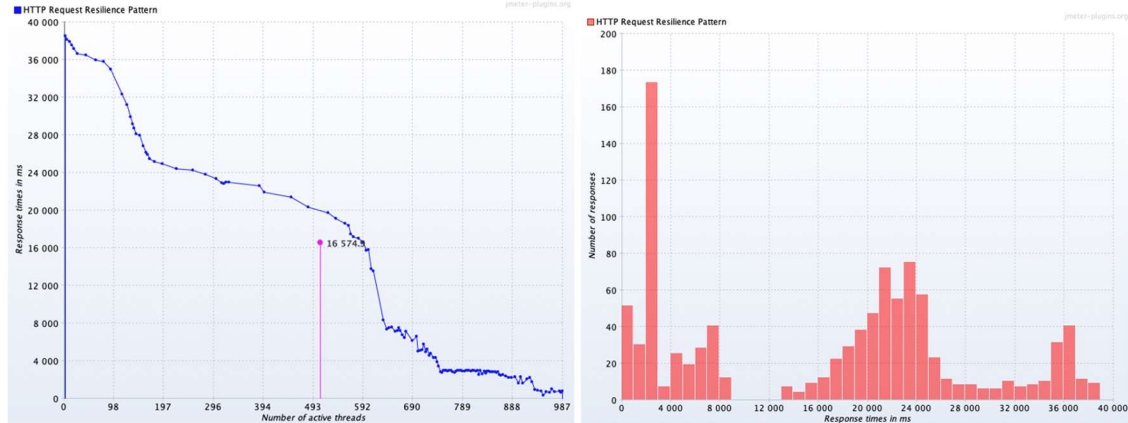 jmeter-plugins.org
HTTP Request Resilience Pattern
40 000
36 000
32 000
28 000
24 000
20 000
16 000
8 000
4 000
0
Response times in ms
16 574.9
0 98 197 296 394 493 592 690 789 888 987
Number of active threads
jmeter-plugins.org
HTTP Request Resilience Pattern
200
180
160
140
120
100
80
60
40
20
0
Number of responses
0 4 000 8 000 12 000 16 000 20 000 24 000 28 000 32 000 36 000 40 000
Response times in ms